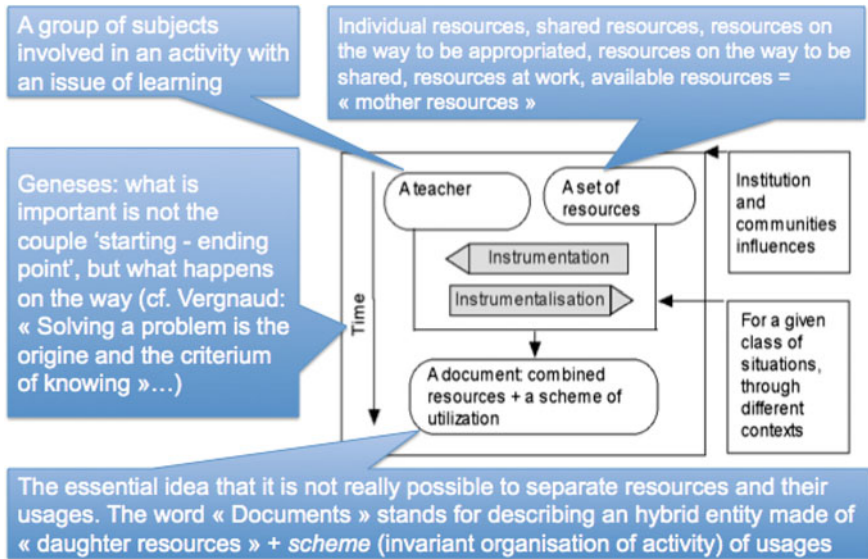 A group of subjects
involved in an activity with
an issue of learning
Individual resources, shared resources, resources on
the way to be appropriated, resources on the way to be
shared, resources at work, available resources =
« mother resources »
Geneses: what is
important is not the
couple ‘starting - ending
point’, but what happens
on the way (cf. Vergnaud:
« Solving a problem is the
origine and the criterium
of knowing »…)
Time
A teacher
A set of
resources
Instrumentation
Instrumentalisation
A document: combined
resources + a scheme of
utilization
Institution
and
communities
influences
For a given
class of
situations,
through
different
contexts
The essential idea that it is not really possible to separate resources and their
usages. The word « Documents » stands for describing an hybrid entity made of
« daughter resources » + scheme (invariant organisation of activity) of usages